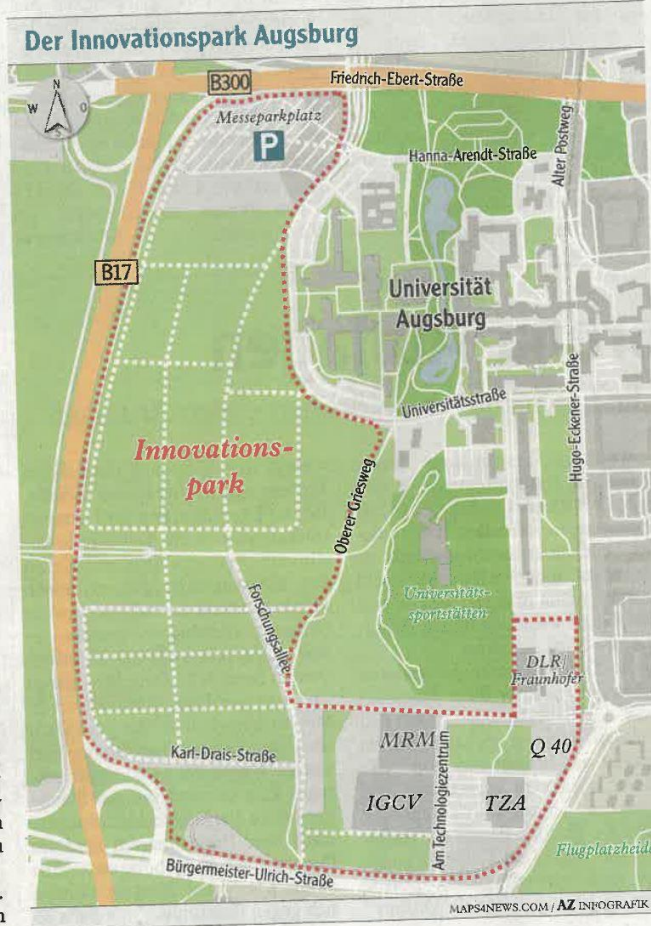 Der Innovationspark Augsburg
N
W
O
S
B300
Friedrich-Ebert-Straße
Messeparkplatz
P
Hanna-Arendt-Straße
Alter Postweg
B17
Universität
Augsburg
Universitätsstraße
Hugo-Eckener-Straße
Innovations-
park
Oberer Griesweg
Forschungsallee
Universitäts-
sportstätten
DLR/
Fraunhofer
Karl-Drais-Straße
MRM
Q 40
IGCV
Am Technologiezentrum
TZA
Bürgermeister-Ulrich-Straße
Flugplatzheide
MAPS4NEWS.COM / AZ INFOGRAFIK